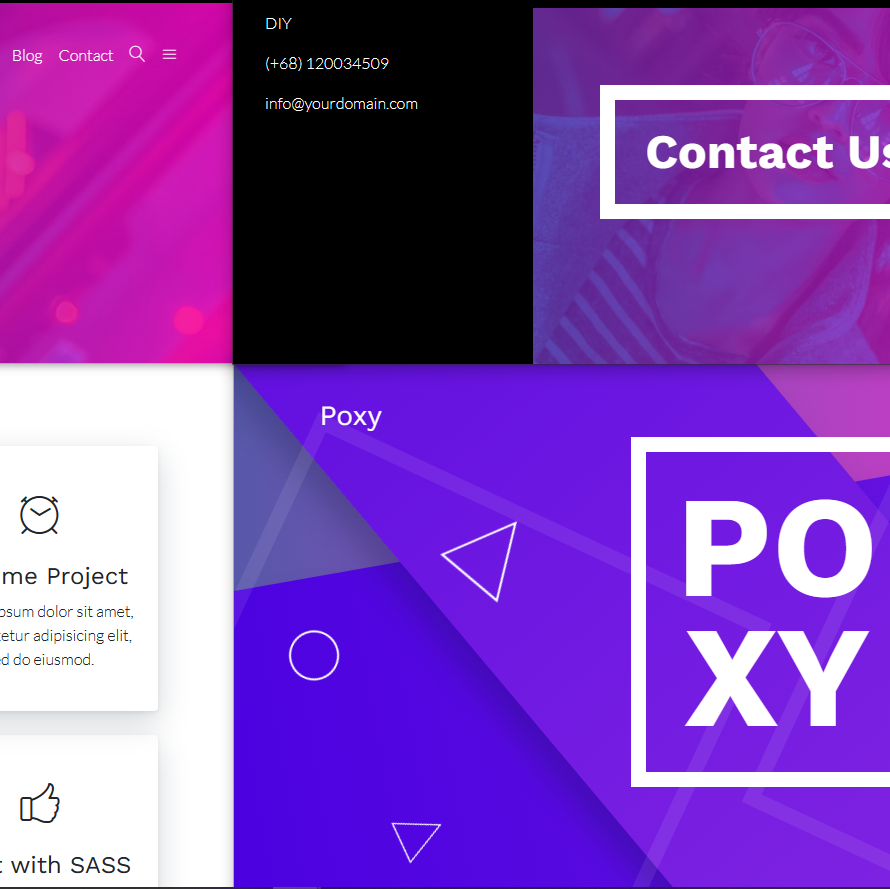 Blog Contact
DIY
(+68) 120034509
info@yourdomain.com
Contact Us
Poxy
PO
XY
me Project
psum dolor sit amet,
etur adipisicing elit,
d do eiusmod.
t with SASS